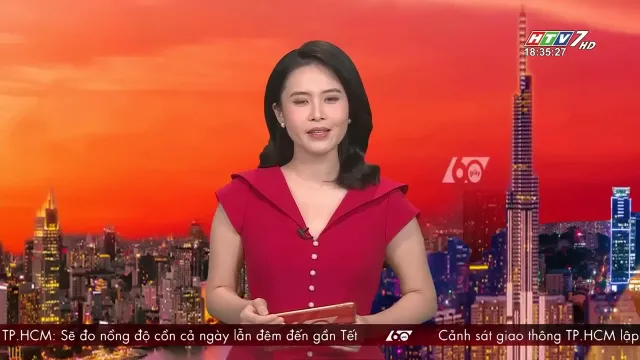 HTV7 HD
18:35:27
60 giây
TP.HCM: Sẽ đo nồng độ cồn cả ngày lẫn đêm đến gần Tết 60 Cảnh sát giao thông TP.HCM lập